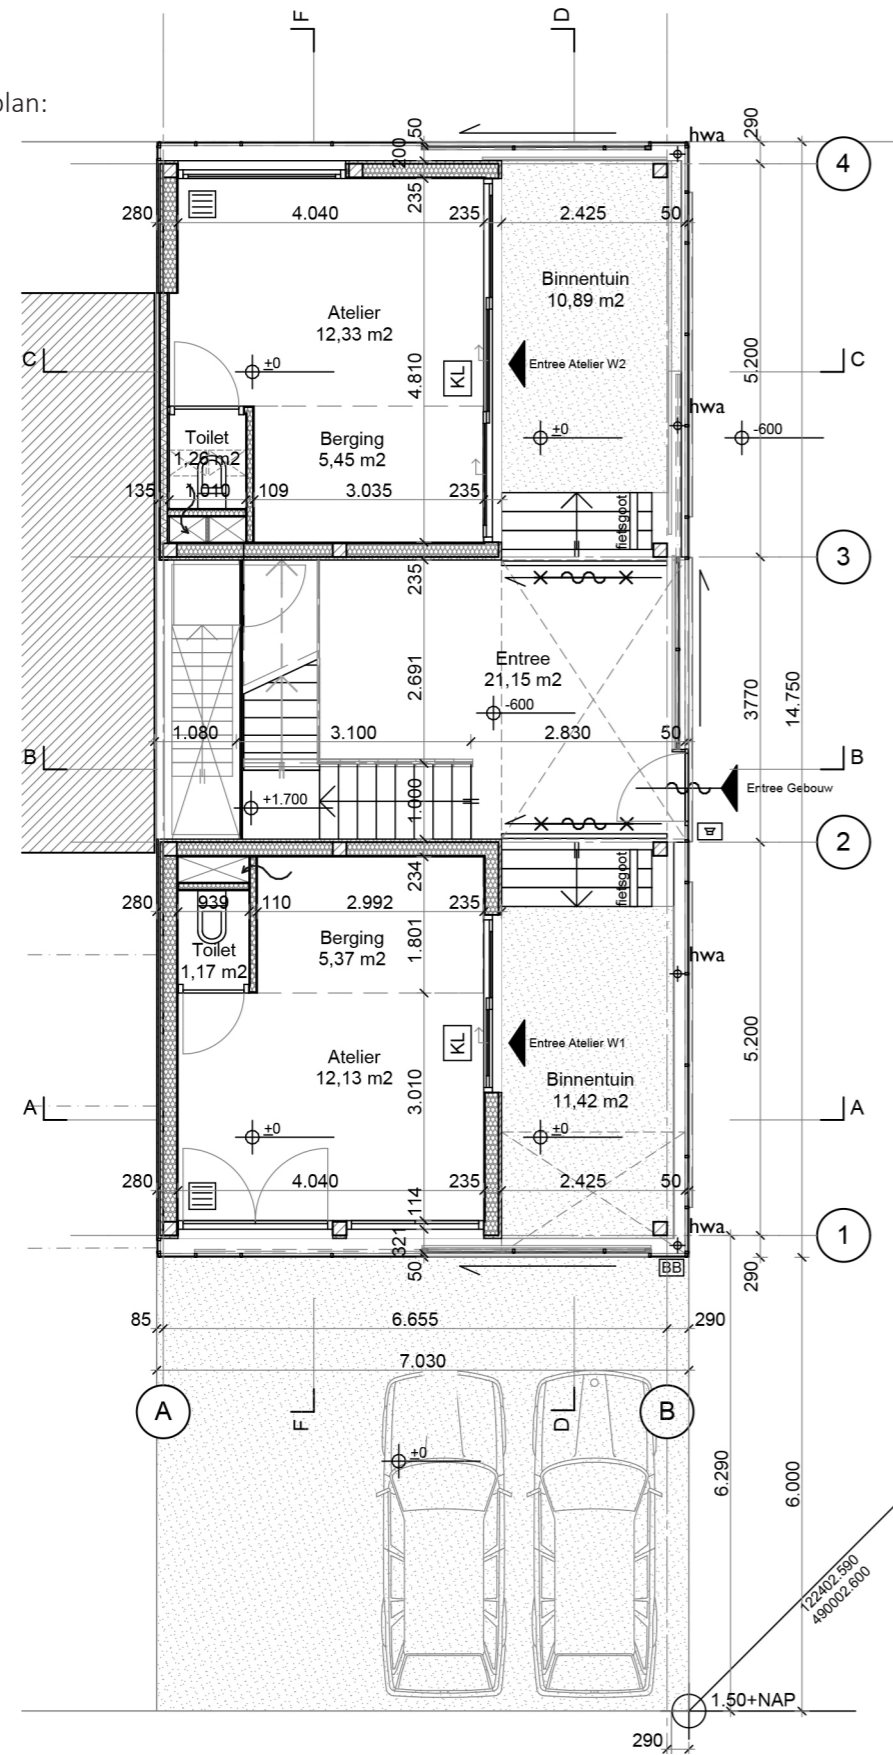 F
D
plan:
50
200
hwa
290
4
280
4.040
235
235
2.425
50
Binnentuin
10,89 m2
Atelier
12,33 m2
C
±0
KL
Entree Atelier W2
4.810
5.200
C
hwa
Toilet
1,26 m2
Berging
5,45 m2
±0
-600
135
1.010
109
3.035
235
fietsgoot
3
235
Entree
21,15 m2
2.691
-600
3770
14.750
1.080
3.100
2.830
50
B
B
+1.700
1.000
Entree Gebouw
2
234
fietsgoot
280
939
110
2.992
235
Toilet
1,17 m2
Berging
5,37 m2
1.801
hwa
KL
Entree Atelier W1
5.200
Atelier
12,13 m2
3.010
Binnentuin
11,42 m2
A
A
±0
±0
280
4.040
235
2.425
50
114
321
50
hwa
1
BB
290
85
6.655
290
7.030
A
F
D
B
±0
6.290
6.000
122402.590
490002.600
1.50+NAP
290